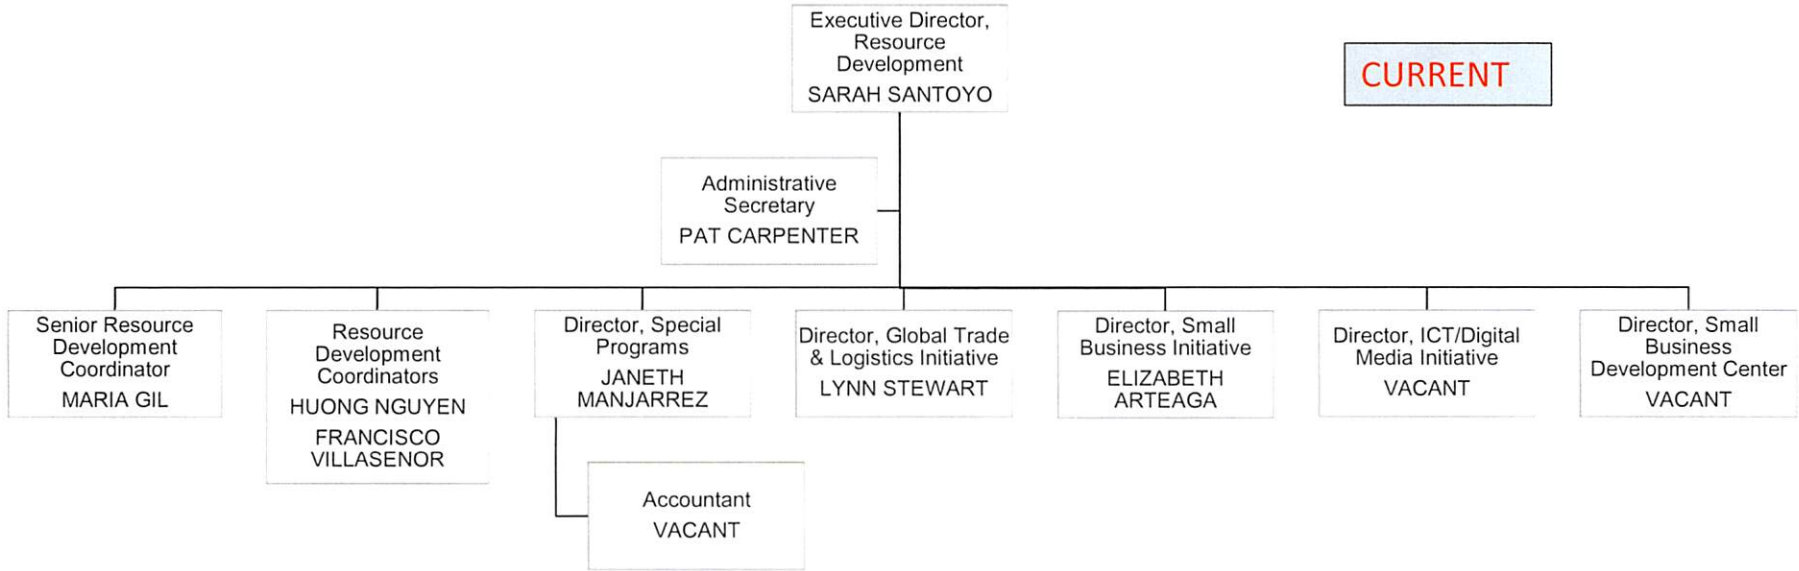 Executive Director,
Resource
Development
SARAH SANTOYO
CURRENT
Administrative
Secretary
PAT CARPENTER
Senior Resource
Development
Coordinator
MARIA GIL
Resource
Development
Coordinators
HUONG NGUYEN
FRANCISCO
VILLASENOR
Director, Special
Programs
JANETH
MANJARREZ
Director, Global Trade
& Logistics Initiative
LYNN STEWART
Director, Small
Business Initiative
ELIZABETH
ARTEAGA
Director, ICT/Digital
Media Initiative
VACANT
Director, Small
Business
Development Center
VACANT
Accountant
VACANT